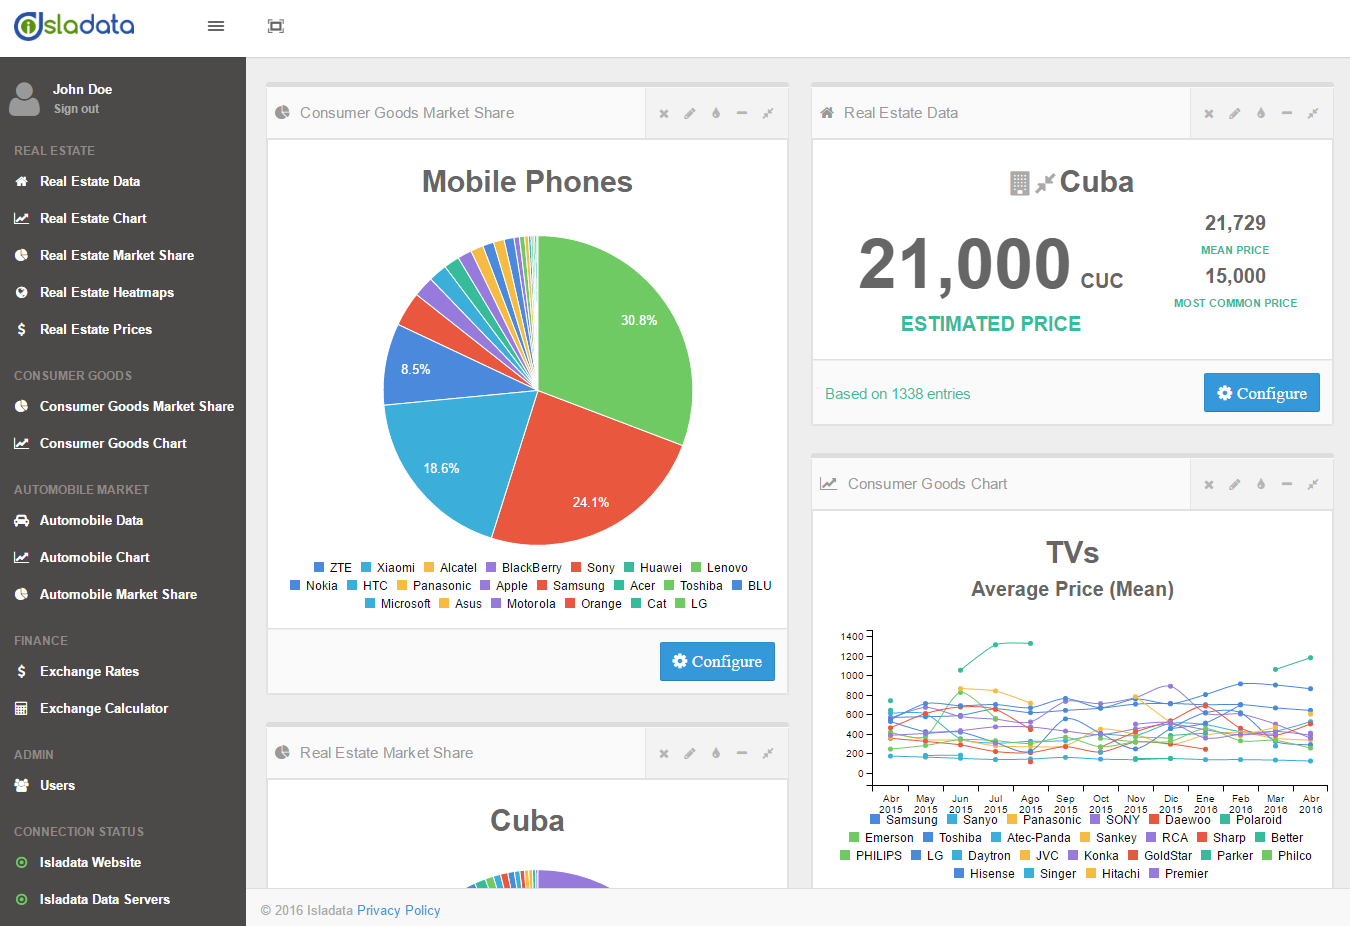 Isladata
John Doe
Sign out
REAL ESTATE
Real Estate Data
Real Estate Chart
Real Estate Market Share
Real Estate Heatmaps
$ Real Estate Prices
CONSUMER GOODS
Consumer Goods Market Share
Consumer Goods Chart
AUTOMOBILE MARKET
Automobile Data
Automobile Chart
Automobile Market Share
FINANCE
$ Exchange Rates
Exchange Calculator
ADMIN
Users
CONNECTION STATUS
Isladata Website
Isladata Data Servers
Consumer Goods Market Share
Mobile Phones
30.8%
8.5%
18.6%
24.1%
ZTE Xiaomi Alcatel BlackBerry Sony Huawei Lenovo
Nokia HTC Panasonic Apple Samsung Acer Toshiba BLU
Microsoft Asus Motorola Orange Cat LG
Configure
Real Estate Market Share
Cuba
Real Estate Data
Cuba
21,000 CUC
ESTIMATED PRICE
21,729
MEAN PRICE
15,000
MOST COMMON PRICE
Based on 1338 entries
Configure
Consumer Goods Chart
TVs
Average Price (Mean)
1400
1200
1000
800
600
400
200
0
Abr May Jun Jul Ago Sep Oct Nov Dic Ene Feb Mar Abr
2015 2015 2015 2015 2015 2015 2015 2015 2015 2016 2016 2016 2016
Samsung Sanyo Panasonic SONY Daewoo Polaroid
Emerson Toshiba Atec-Panda Sankey RCA Sharp Better
PHILIPS LG Daytron JVC Konka GoldStar Parker Philco
Hisense Singer Hitachi Premier
© 2016 Isladata Privacy Policy